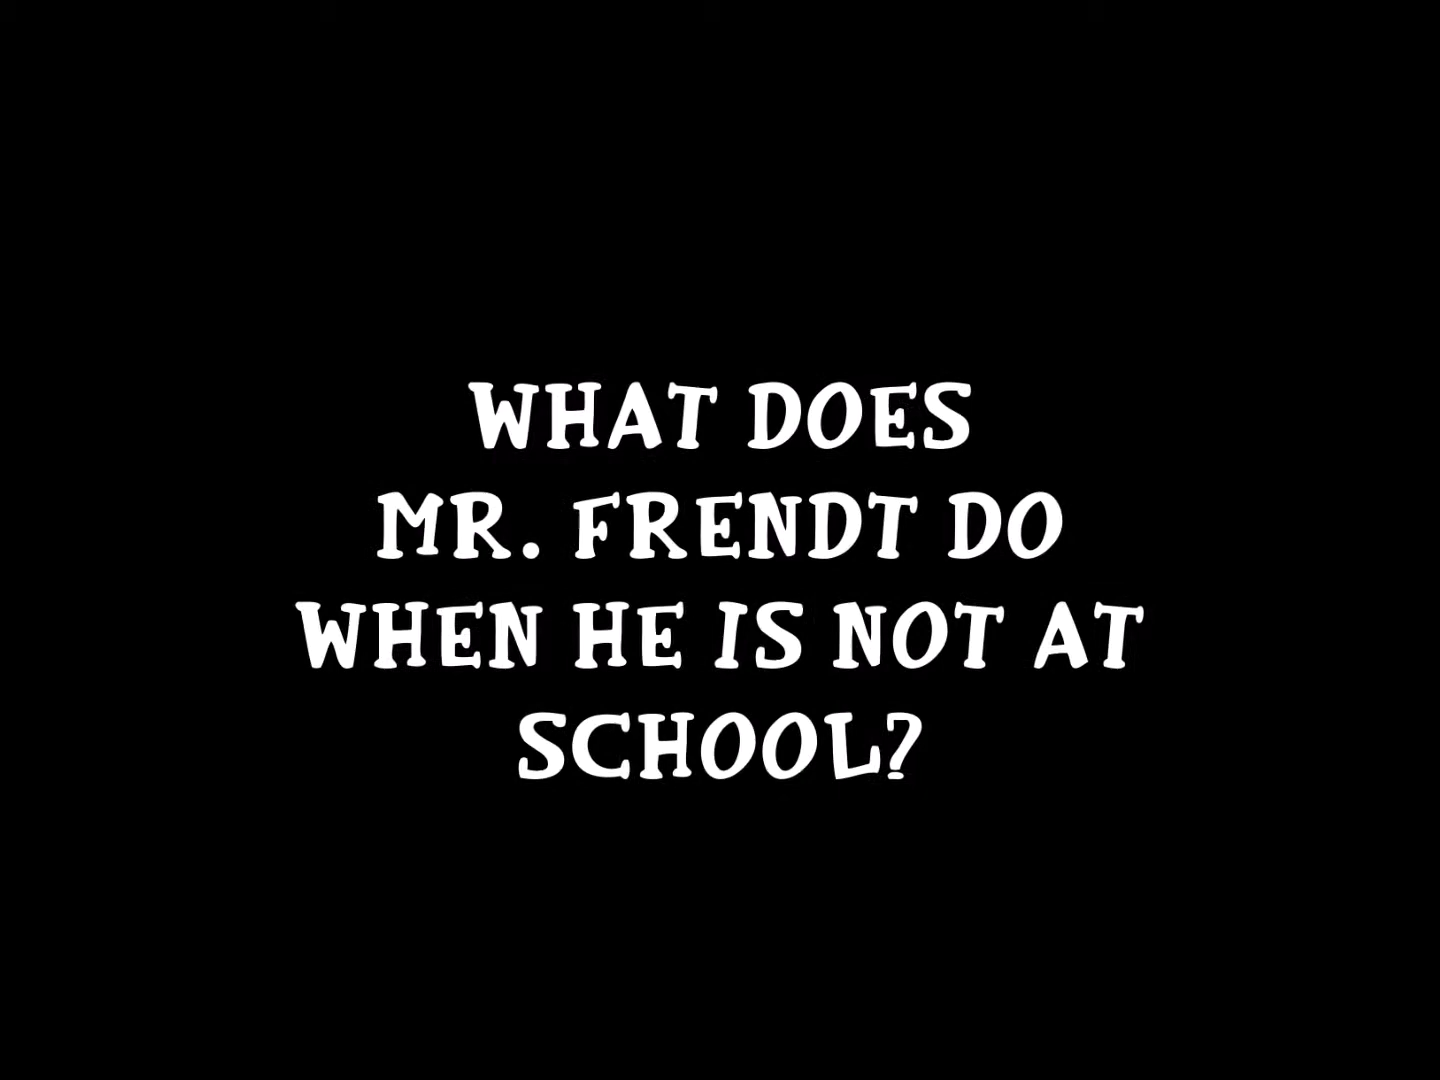 WHAT DOES
MR. FRENDT DO
WHEN HE IS NOT AT
SCHOOL?